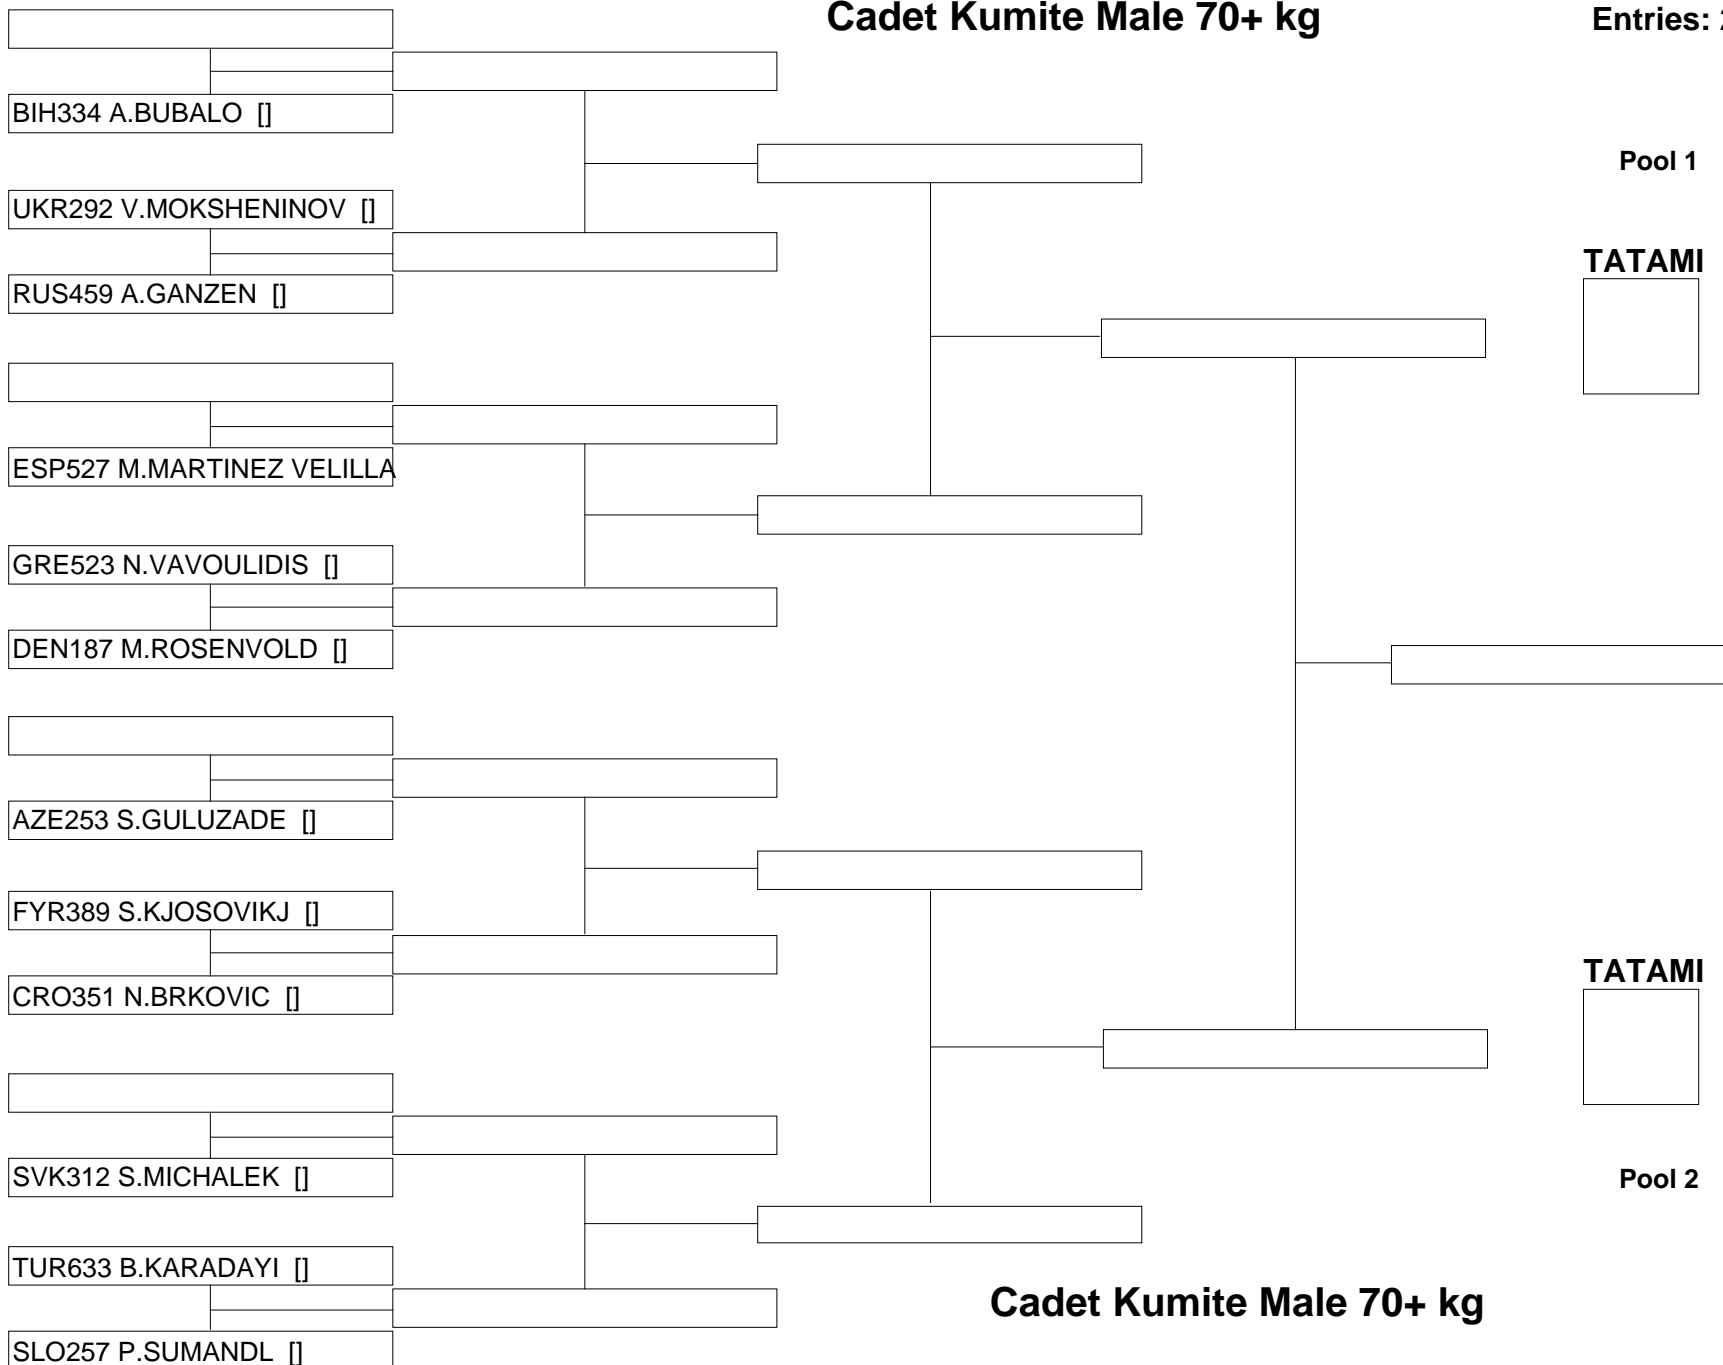 Cadet Kumite Male 70+ kg
Entries: 2
BIH334 A.BUBALO []
Pool 1
UKR292 V.MOKSHENINOV []
TATAMI
RUS459 A.GANZEN []
ESP527 M.MARTINEZ VELILLA
GRE523 N.VAVOULIDIS []
DEN187 M.ROSENVOLD []
AZE253 S.GULUZADE []
FYR389 S.KJOSOVIKJ []
TATAMI
CRO351 N.BRKOVIC []
SVK312 S.MICHALEK []
Pool 2
TUR633 B.KARADAYI []
Cadet Kumite Male 70+ kg
SLO257 P.SUMANDL []